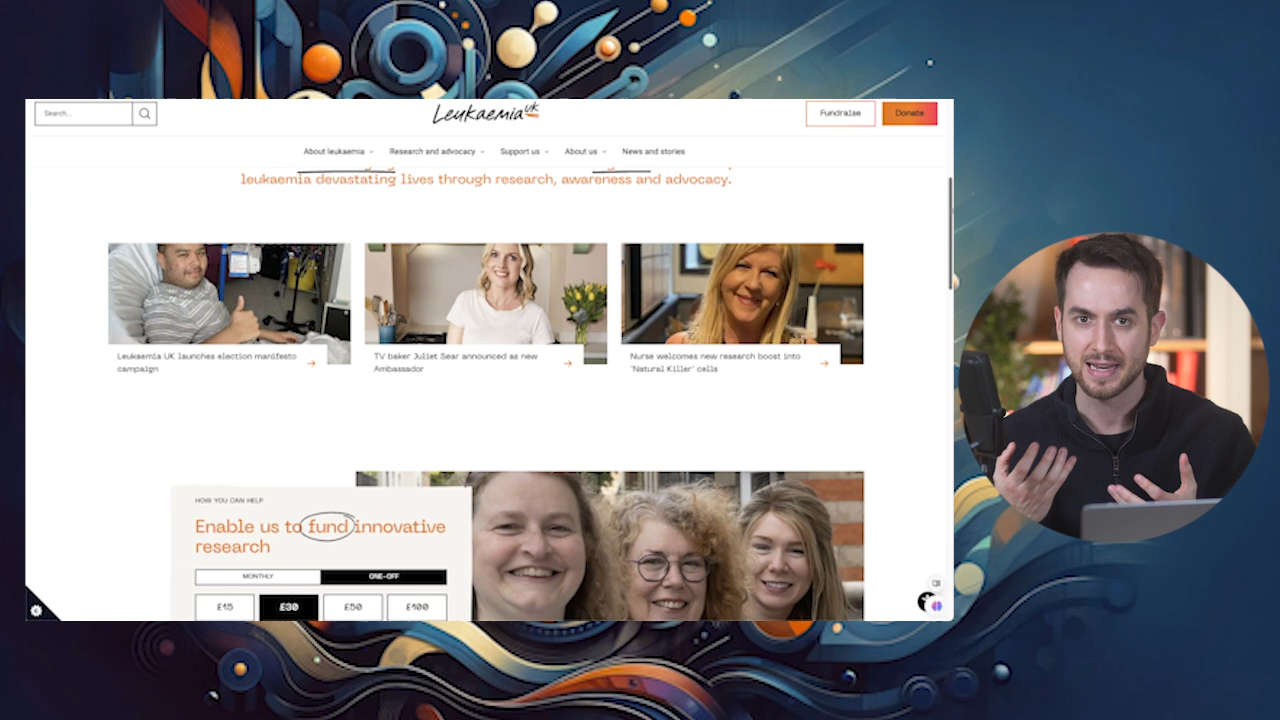 Search...
Leukaemia UK
Fundraise
Donate
About leukaemia
Research and advocacy
Support us
About us
News and stories
leukaemia devastating lives through research, awareness and advocacy.
Leukaemia UK launches election manifesto
campaign
TV baker Juliet Sear announced as new
Ambassador
Nurse welcomes new research boost into
'Natural Killer' cells
HOW YOU CAN HELP
Enable us to fund innovative
research
MONTHLY
ONE-OFF
£15
£30
£50
£100